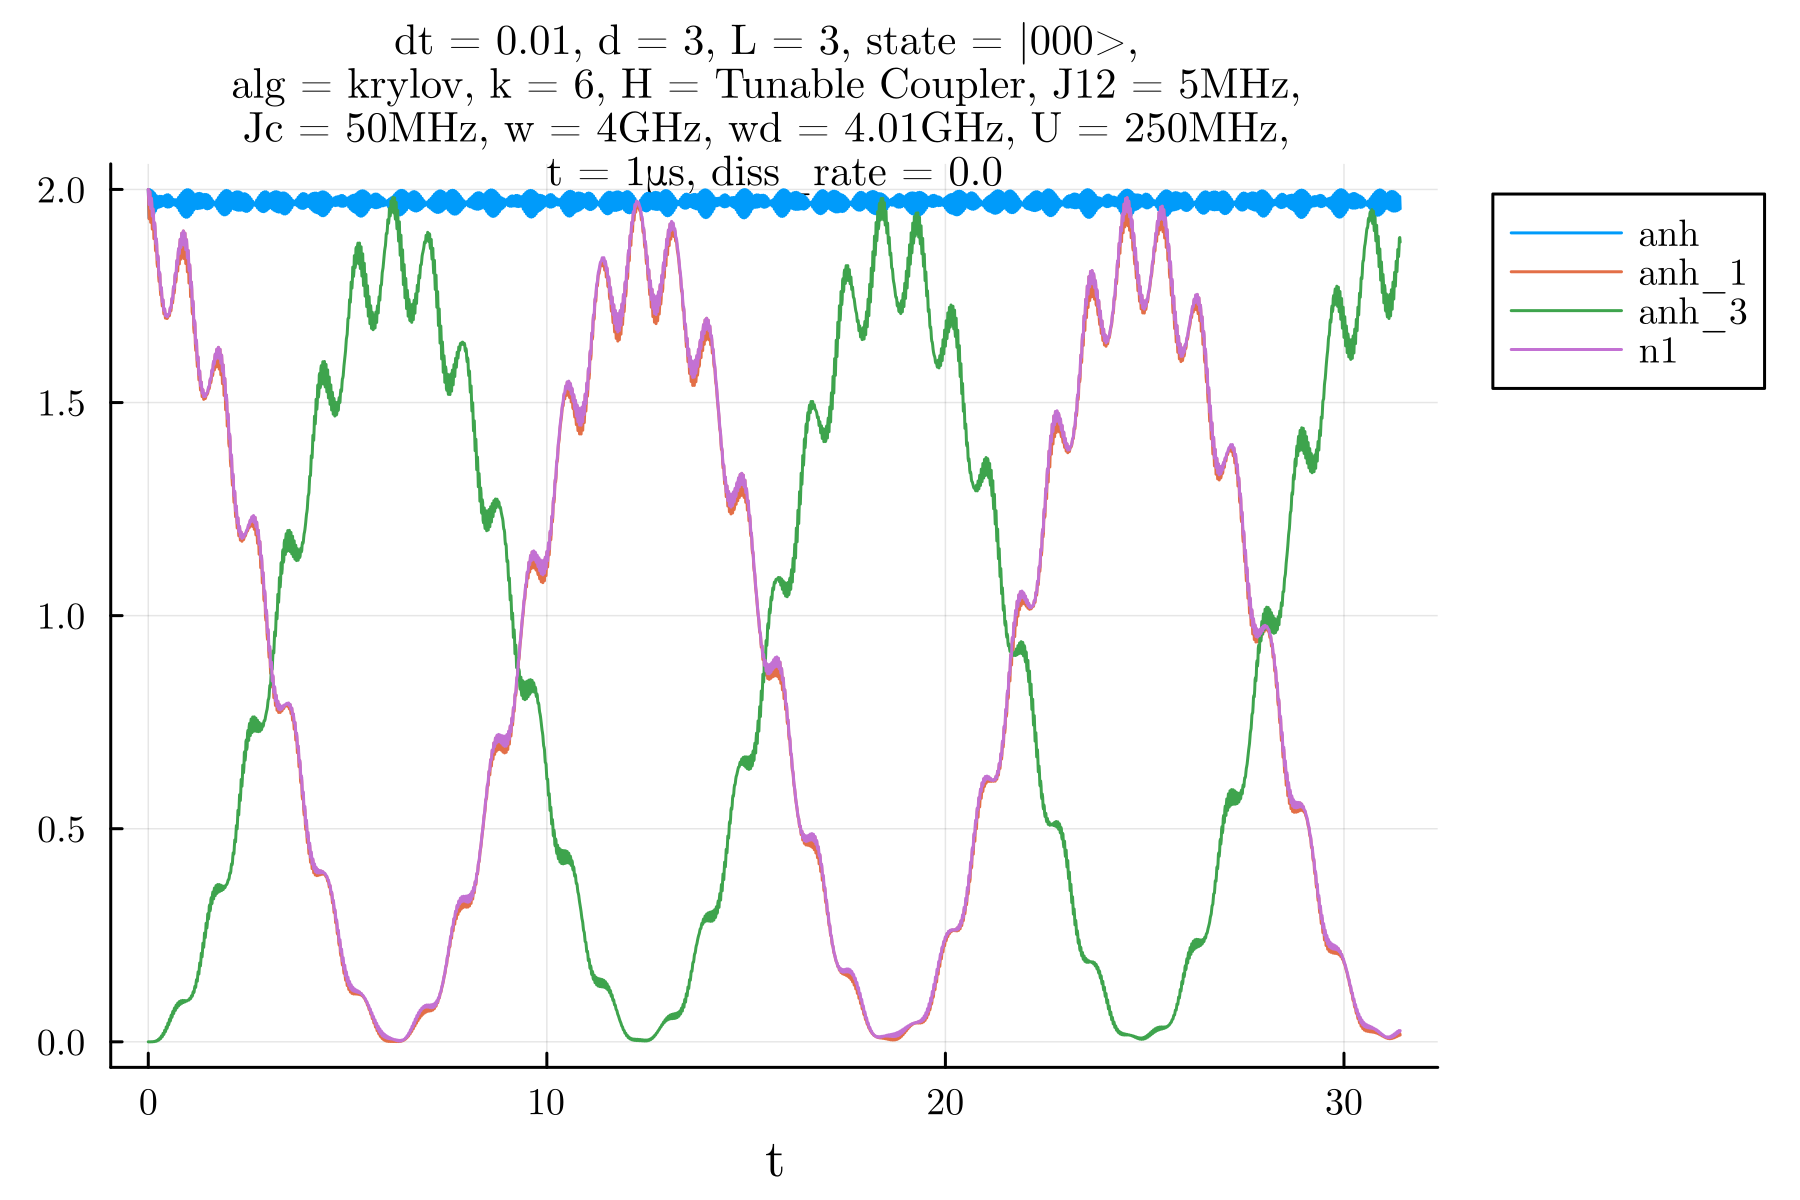 dt = 0.01, d = 3, L = 3, state = |000>,
alg = krylov, k = 6, H = Tunable Coupler, J12 = 5MHz,
Jc = 50MHz, w = 4GHz, wd = 4.01GHz, U = 250MHz,
t = 1μs, diss_rate = 0.0
2.0
1.5
1.0
0.5
0.0
anh
anh_1
anh_3
n1
0 10 20 30
t